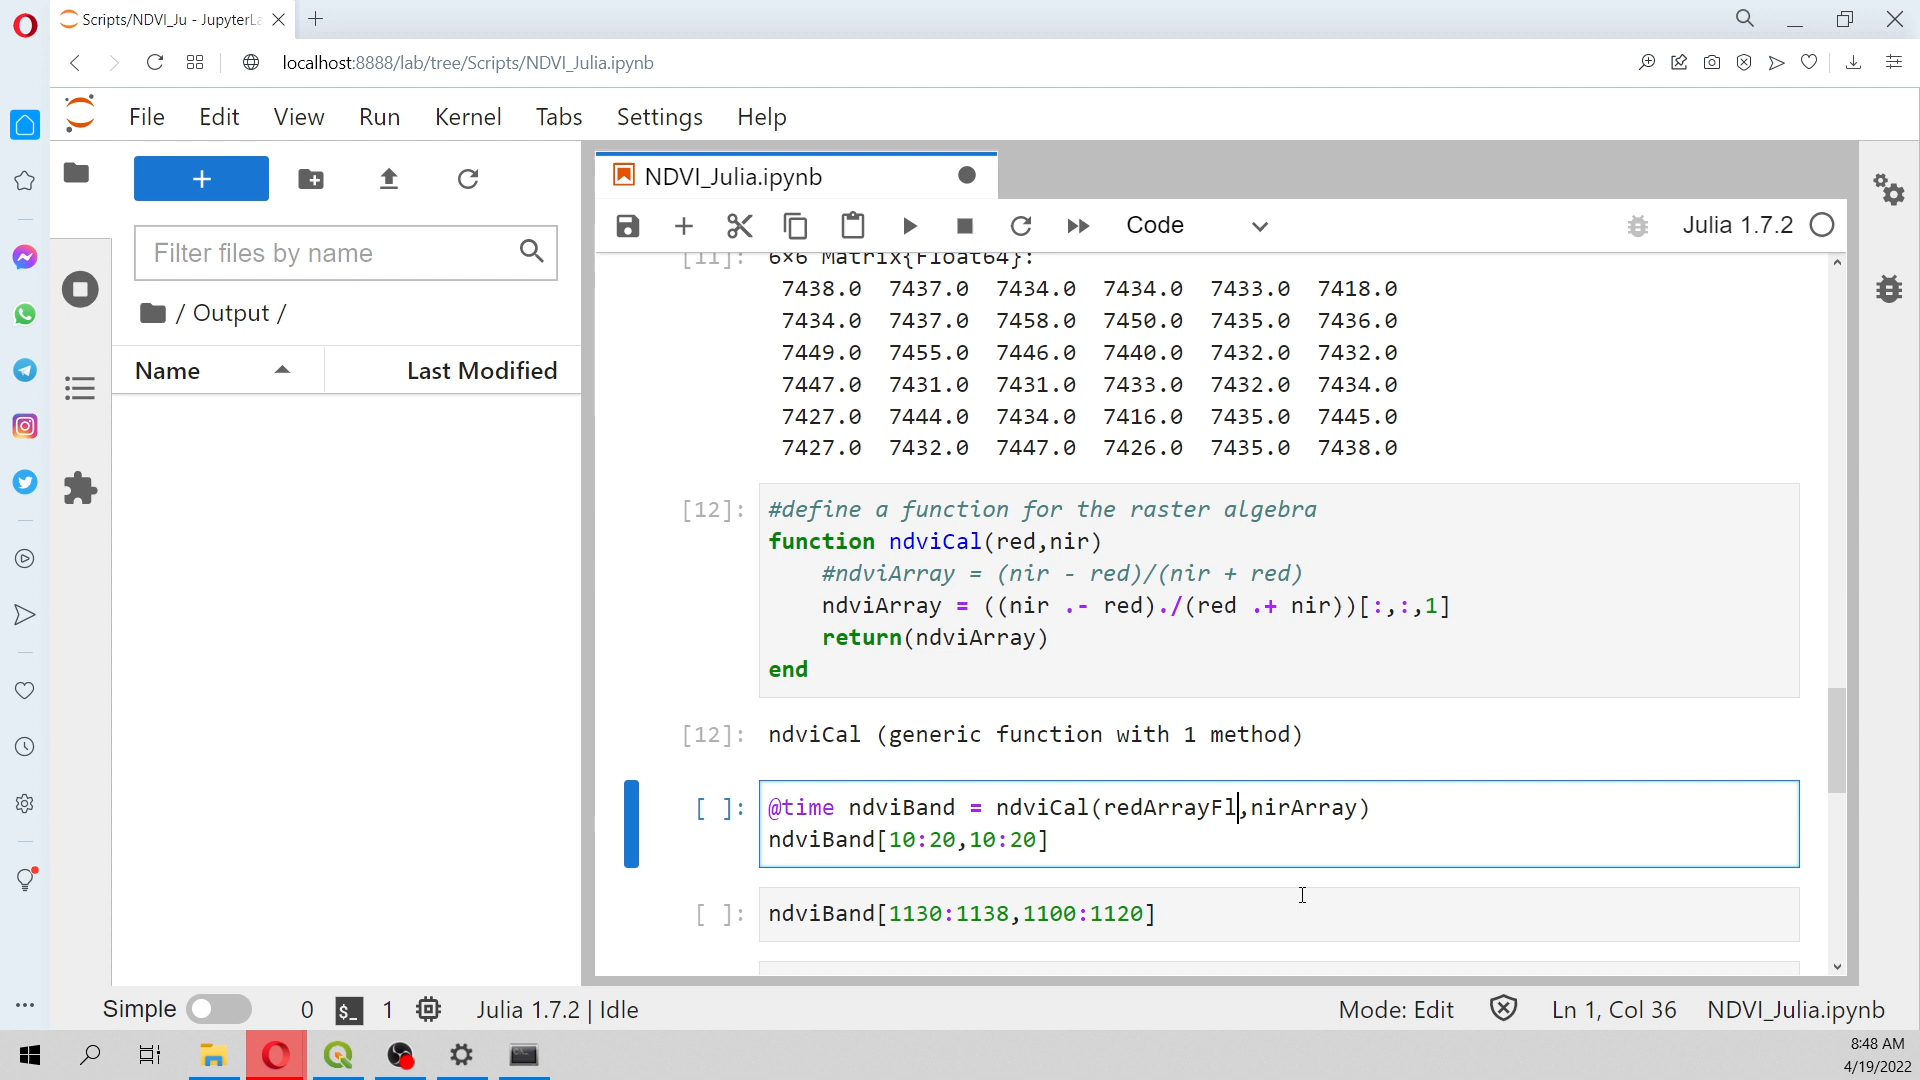 Scripts/NDVI_Ju - JupyterLa
localhost:8888/lab/tree/Scripts/NDVI_Julia.ipynb
File Edit View Run Kernel Tabs Settings Help
NDVI_Julia.ipynb
Code
Julia 1.7.2
Filter files by name
/ Output /
Name Last Modified
[11]: 6×6 Matrix{Float64}:
7438.0 7437.0 7434.0 7434.0 7433.0 7418.0
7434.0 7437.0 7458.0 7450.0 7435.0 7436.0
7449.0 7455.0 7446.0 7440.0 7432.0 7432.0
7447.0 7431.0 7431.0 7433.0 7432.0 7434.0
7427.0 7444.0 7434.0 7416.0 7435.0 7445.0
7427.0 7432.0 7447.0 7426.0 7435.0 7438.0
[12]: #define a function for the raster algebra
function ndviCal(red,nir)
#ndviArray = (nir - red)/(nir + red)
ndviArray = ((nir .- red)./(red .+ nir))[:,:,1]
return(ndviArray)
end
[12]: ndviCal (generic function with 1 method)
[ ]: @time ndviBand = ndviCal(redArrayFl,nirArray)
ndviBand[10:20,10:20]
[ ]: ndviBand[1130:1138,1100:1120]
Simple 0 $_ 1 Julia 1.7.2 | Idle Mode: Edit Ln 1, Col 36 NDVI_Julia.ipynb
8:48 AM
4/19/2022